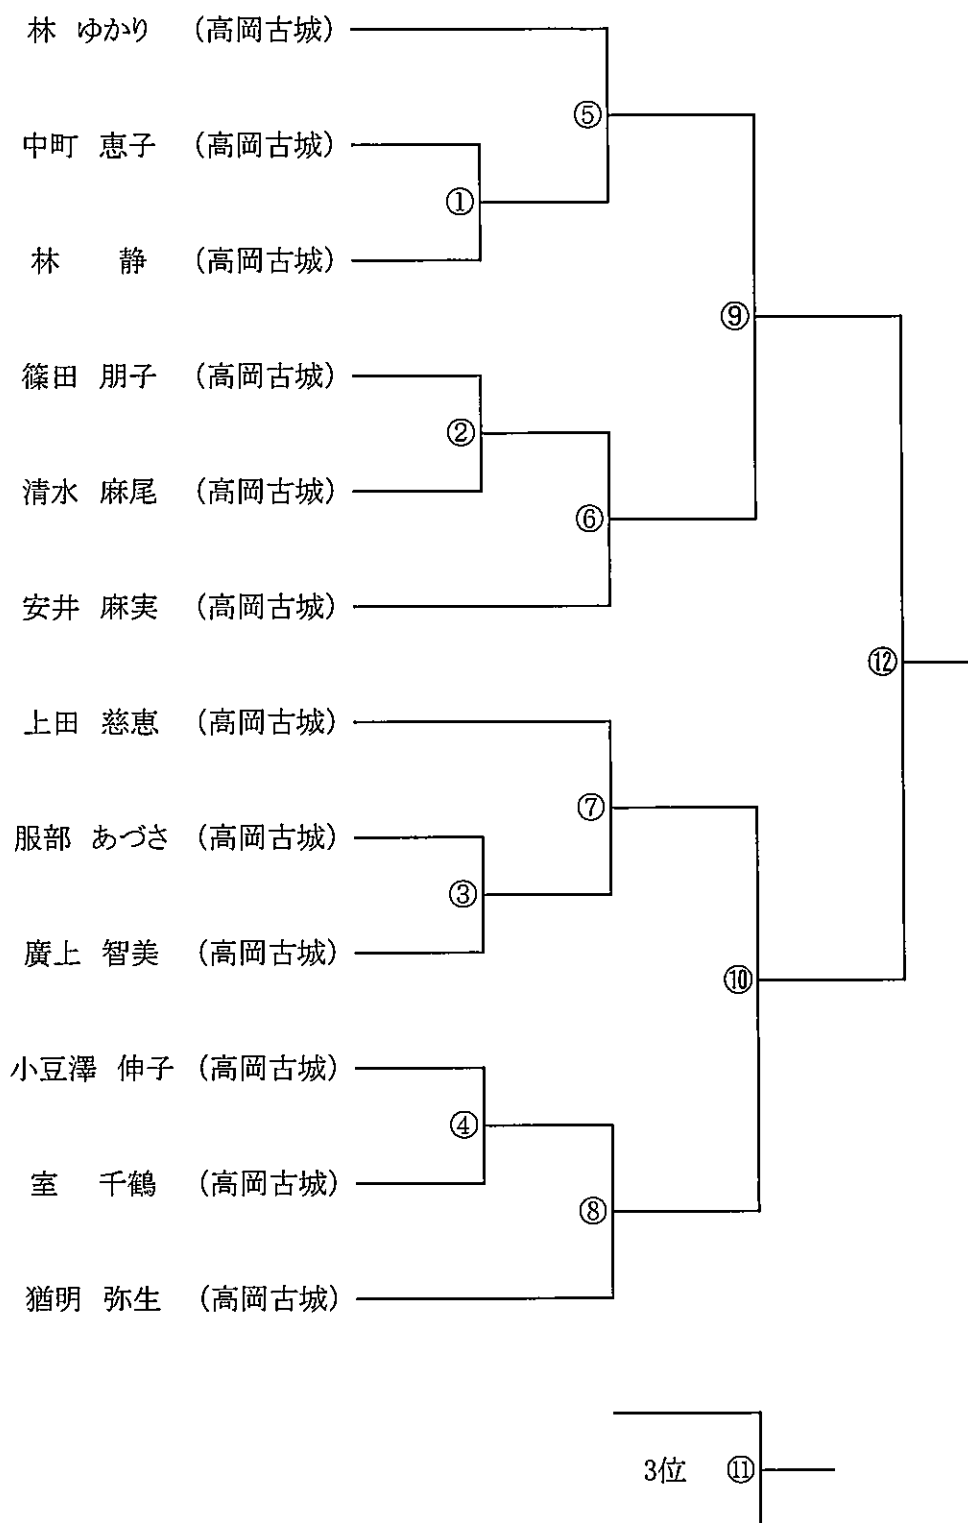 林 ゆかり (高岡古城)
⑤
中町 恵子 (高岡古城)
①
林 静 (高岡古城)
⑨
篠田 朋子 (高岡古城)
②
清水 麻尾 (高岡古城)
⑥
安井 麻実 (高岡古城)
⑫
上田 慈恵 (高岡古城)
⑦
服部 あづさ (高岡古城)
③
廣上 智美 (高岡古城)
⑩
小豆澤 伸子 (高岡古城)
④
室 千鶴 (高岡古城)
⑧
猶明 弥生 (高岡古城)
3位 ⑪